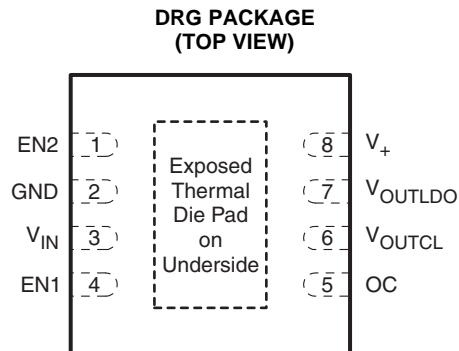 DRG PACKAGE
(TOP VIEW)
EN2 1
GND 2
VIN 3
EN1 4
Exposed
Thermal
Die Pad
on
Underside
8 V+
7 VOUTLDO
6 VOUTCL
5 OC